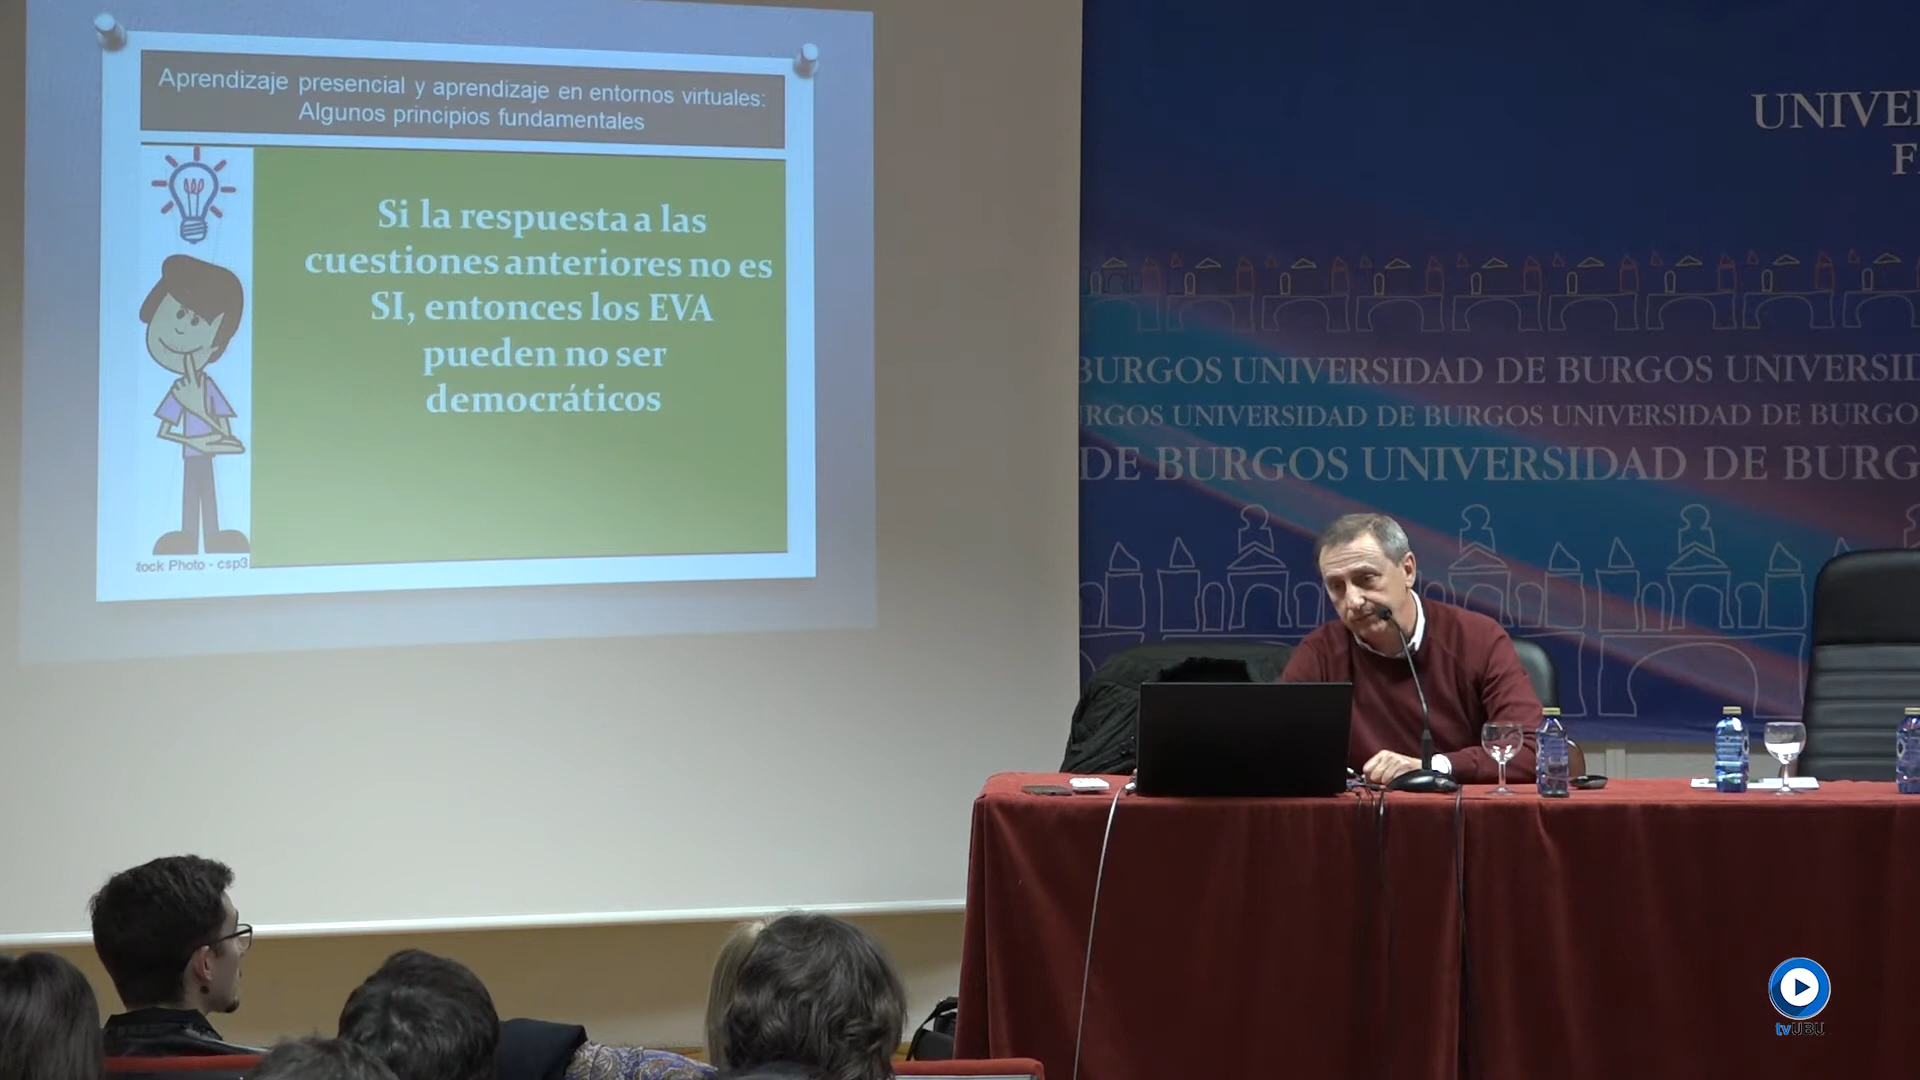 Aprendizaje presencial y aprendizaje en entornos virtuales:
Algunos principios fundamentales
Si la respuesta a las
cuestiones anteriores no es
SI, entonces los EVA
pueden no ser
democráticos
tock Photo - csp3
UNIVE
F
BURGOS UNIVERSIDAD DE BURGOS UNIVERSI
RGOS UNIVERSIDAD DE BURGOS UNIVERSIDAD DE BURGO
DE BURGOS UNIVERSIDAD DE BURG
tvUBU